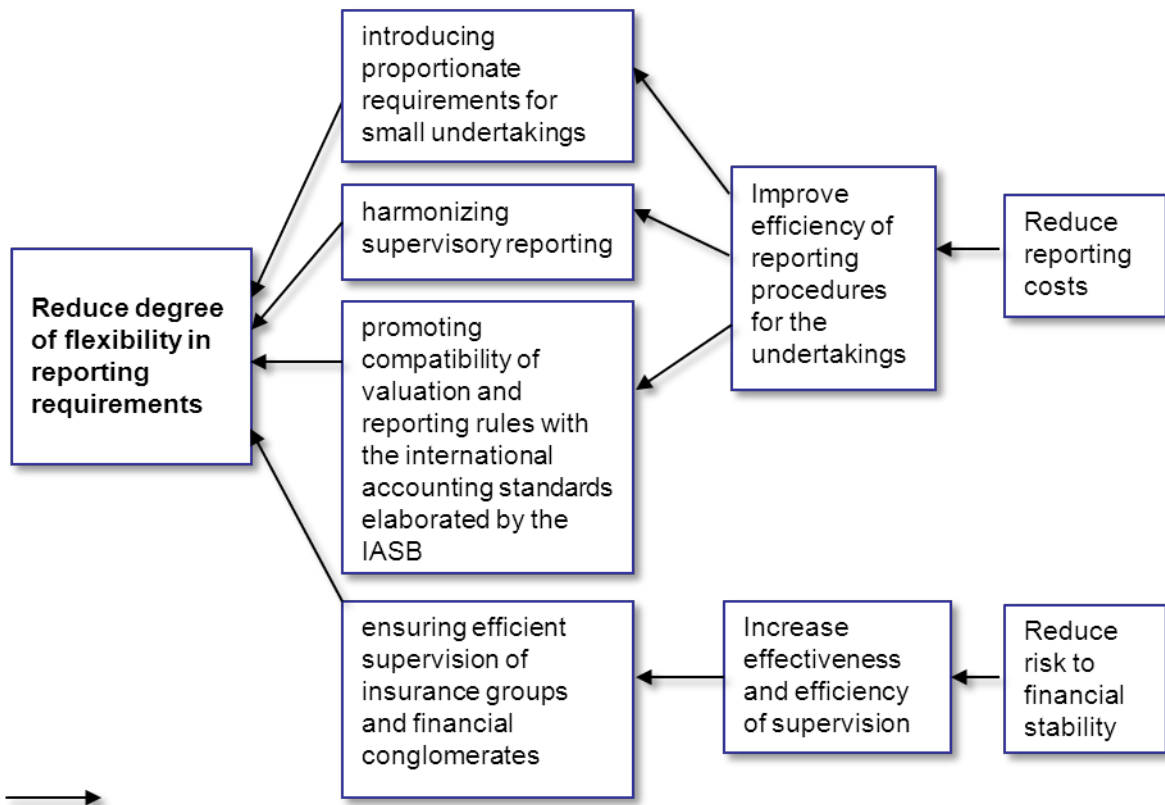 introducing
proportionate
requirements for
small undertakings
harmonizing
supervisory reporting
Reduce degree
of flexibility in
reporting
requirements
promoting
compatibility of
valuation and
reporting rules with
the international
accounting standards
elaborated by the
IASB
ensuring efficient
supervision of
insurance groups
and financial
conglomerates
Improve
efficiency of
reporting
procedures
for the
undertakings
Increase
effectiveness
and efficiency
of supervision
Reduce
reporting
costs
Reduce
risk to
financial
stability